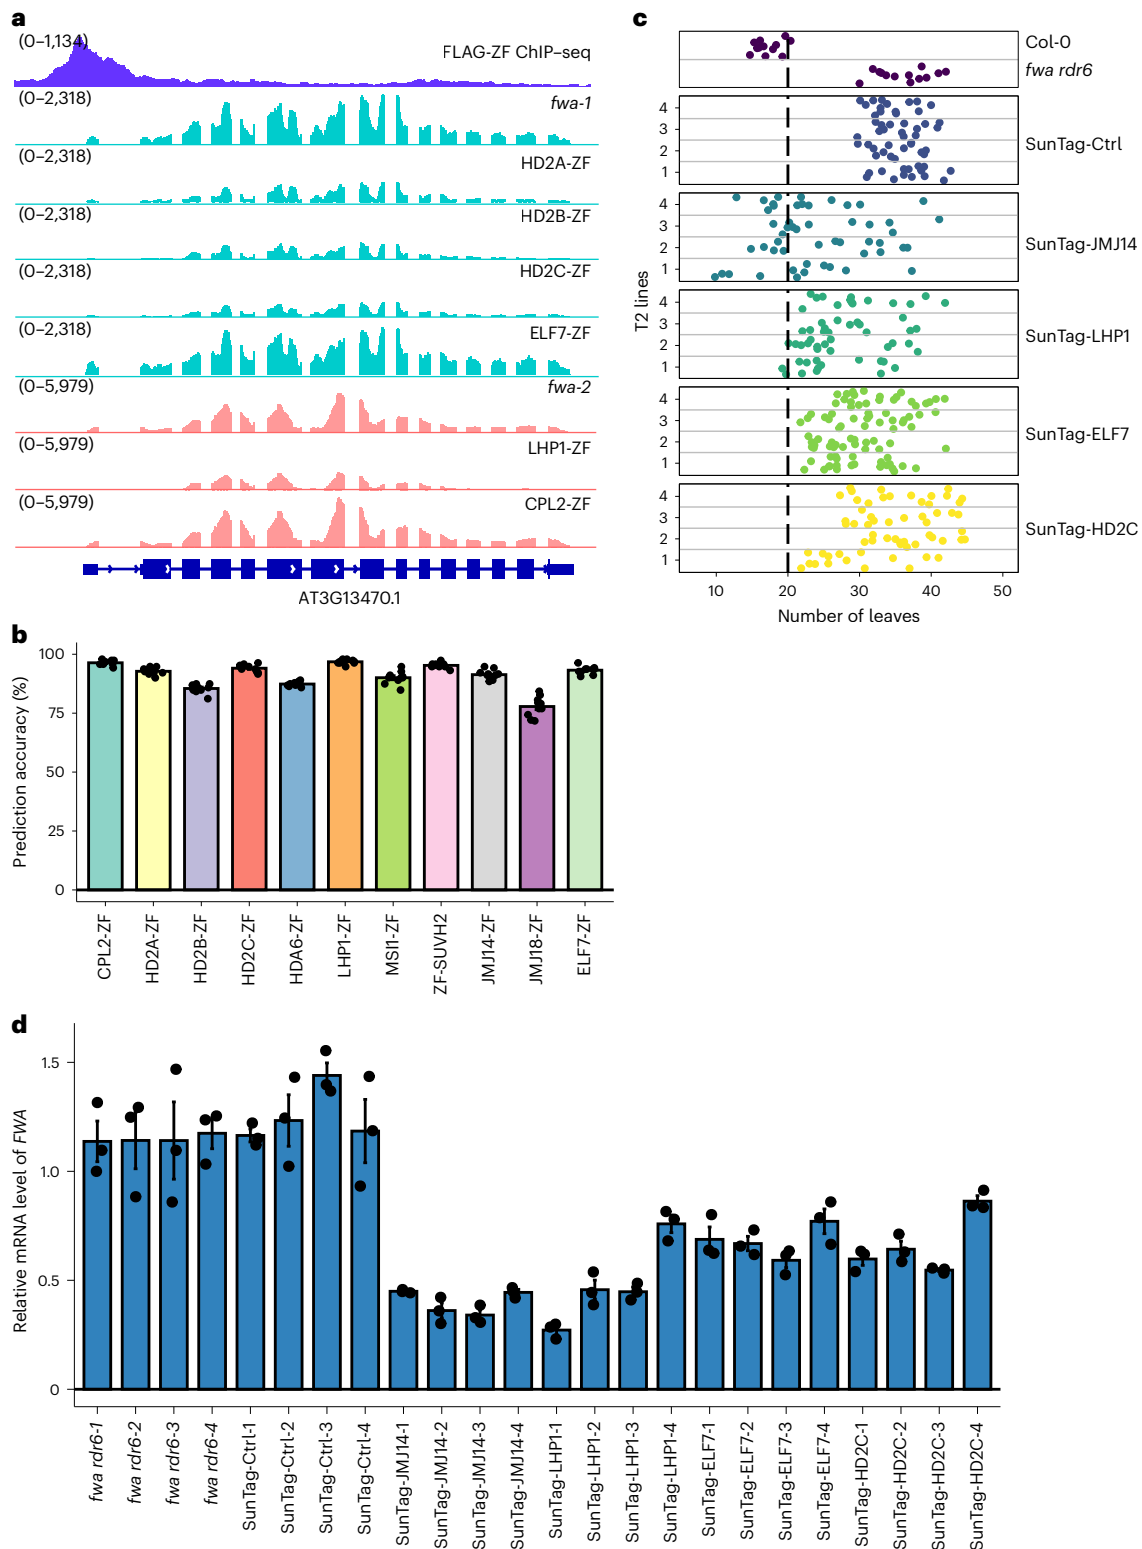 a
(0–1,134)
FLAG-ZF ChIP–seq
(0–2,318)
fwa-1
(0–2,318)
HD2A-ZF
(0–2,318)
HD2B-ZF
(0–2,318)
HD2C-ZF
(0–2,318)
ELF7-ZF
(0–5,979)
fwa-2
(0–5,979)
LHP1-ZF
(0–5,979)
CPL2-ZF
AT3G13470.1
c
T2 lines
Col-0
fwa rdr6
4
3
2
1
SunTag-Ctrl
4
3
2
1
SunTag-JMJ14
4
3
2
1
SunTag-LHP1
4
3
2
1
SunTag-ELF7
4
3
2
1
SunTag-HD2C
10 20 30 40 50
Number of leaves
b
Prediction accuracy (%)
100
75
50
25
0
CPL2-ZF
HD2A-ZF
HD2B-ZF
HD2C-ZF
HDA6-ZF
LHP1-ZF
MSI1-ZF
ZF-SUVH2
JMJ14-ZF
JMJ18-ZF
ELF7-ZF
d
Relative mRNA level of FWA
1.5
1.0
0.5
0
fwa rdr6-1
fwa rdr6-2
fwa rdr6-3
fwa rdr6-4
SunTag-Ctrl-1
SunTag-Ctrl-2
SunTag-Ctrl-3
SunTag-Ctrl-4
SunTag-JMJ14-1
SunTag-JMJ14-2
SunTag-JMJ14-3
SunTag-JMJ14-4
SunTag-LHP1-1
SunTag-LHP1-2
SunTag-LHP1-3
SunTag-LHP1-4
SunTag-ELF7-1
SunTag-ELF7-2
SunTag-ELF7-3
SunTag-ELF7-4
SunTag-HD2C-1
SunTag-HD2C-2
SunTag-HD2C-3
SunTag-HD2C-4